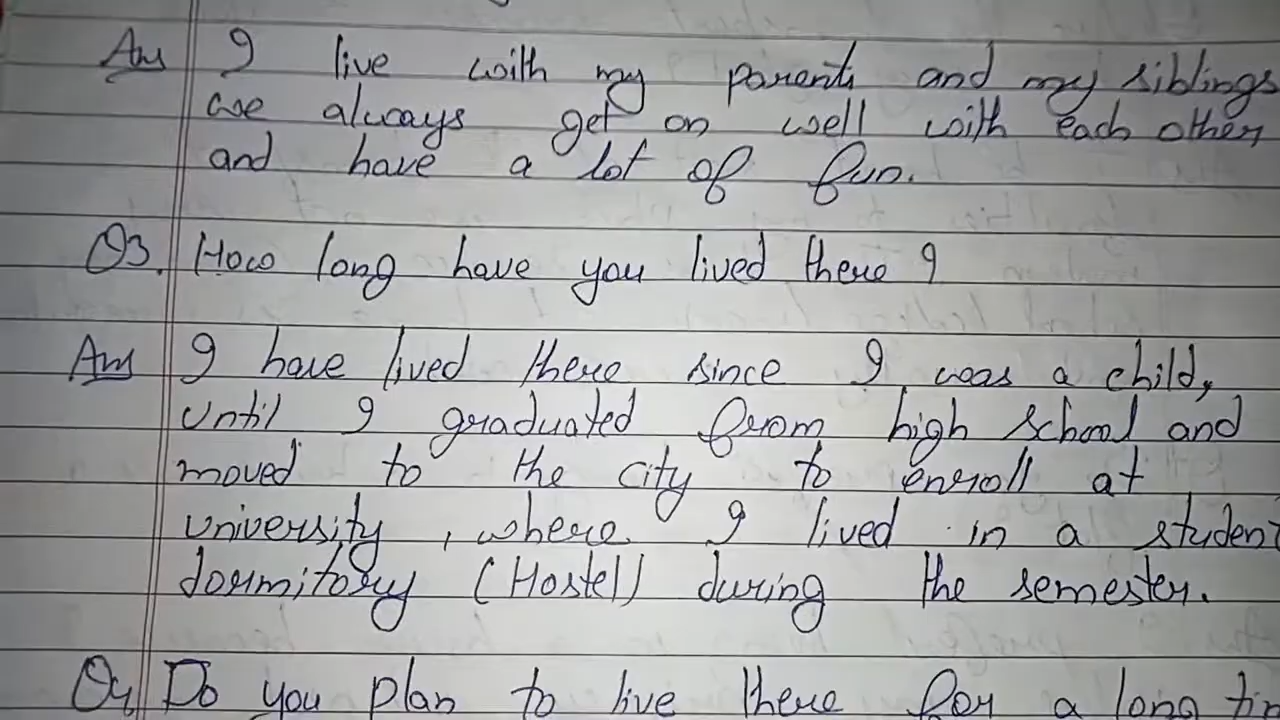 Ans I live with my parents and my siblings
we always get on well with each other,
and have a lot of fun.
Q3. How long have you lived there ?
Ans I have lived there since I was a child,
until I graduated from high school and
moved to the city to enroll at
university, where I lived in a student
dormitory (Hostel) during the semester.
Q4 Do you plan to live there for a long